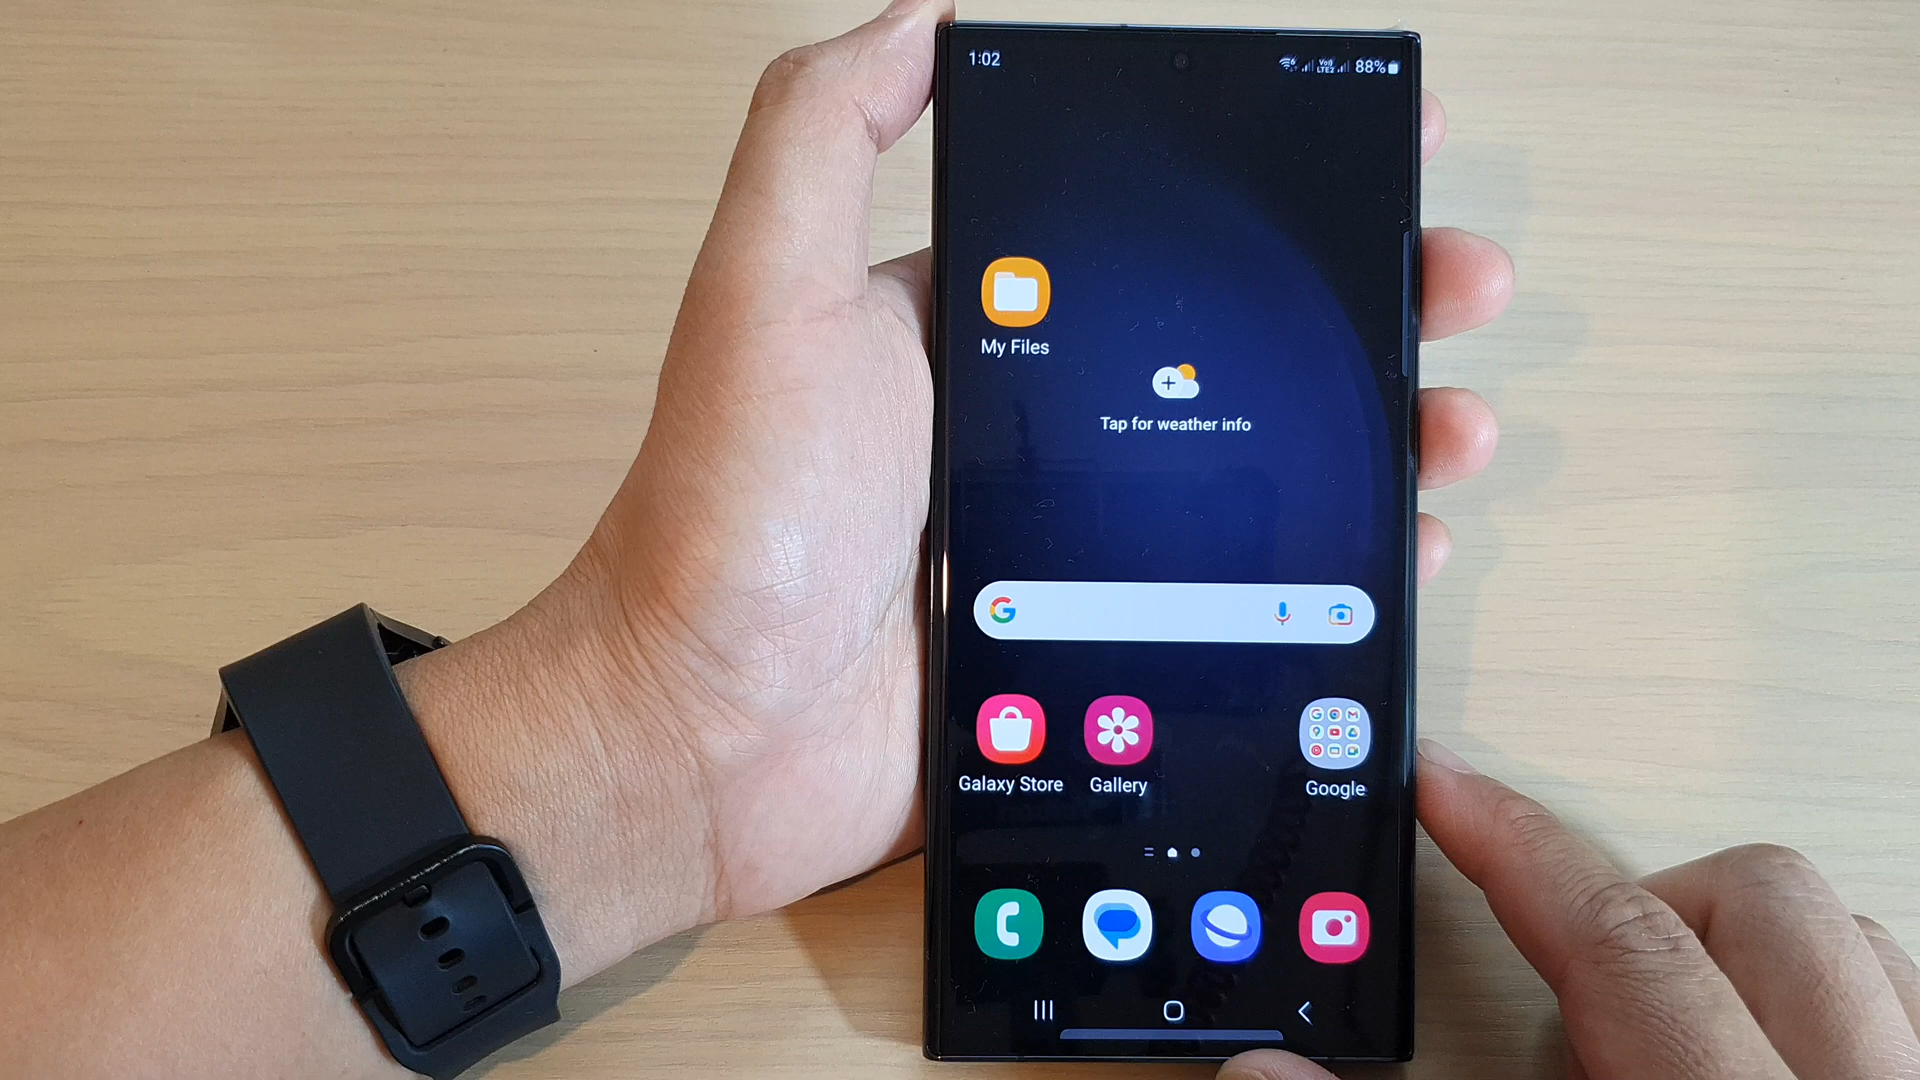 1:02
88%
My Files
Tap for weather info
Galaxy Store
Gallery
Google